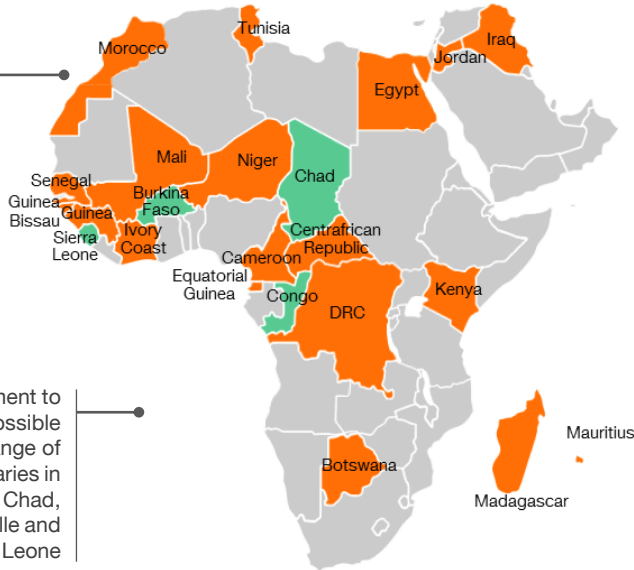 Tunisia
Iraq
Morocco
Jordan
Egypt
Mali
Niger
Chad
Senegal
Burkina
Faso
Guinea
Bissau
Guinea
Ivory
Coast
Sierra
Leone
Centrafrican
Republic
Cameroon
Equatorial
Guinea
Congo
DRC
Kenya
ment to
ossible
nge of
aries in
Chad,
lle and
Leone
Mauritius
Botswana
Madagascar